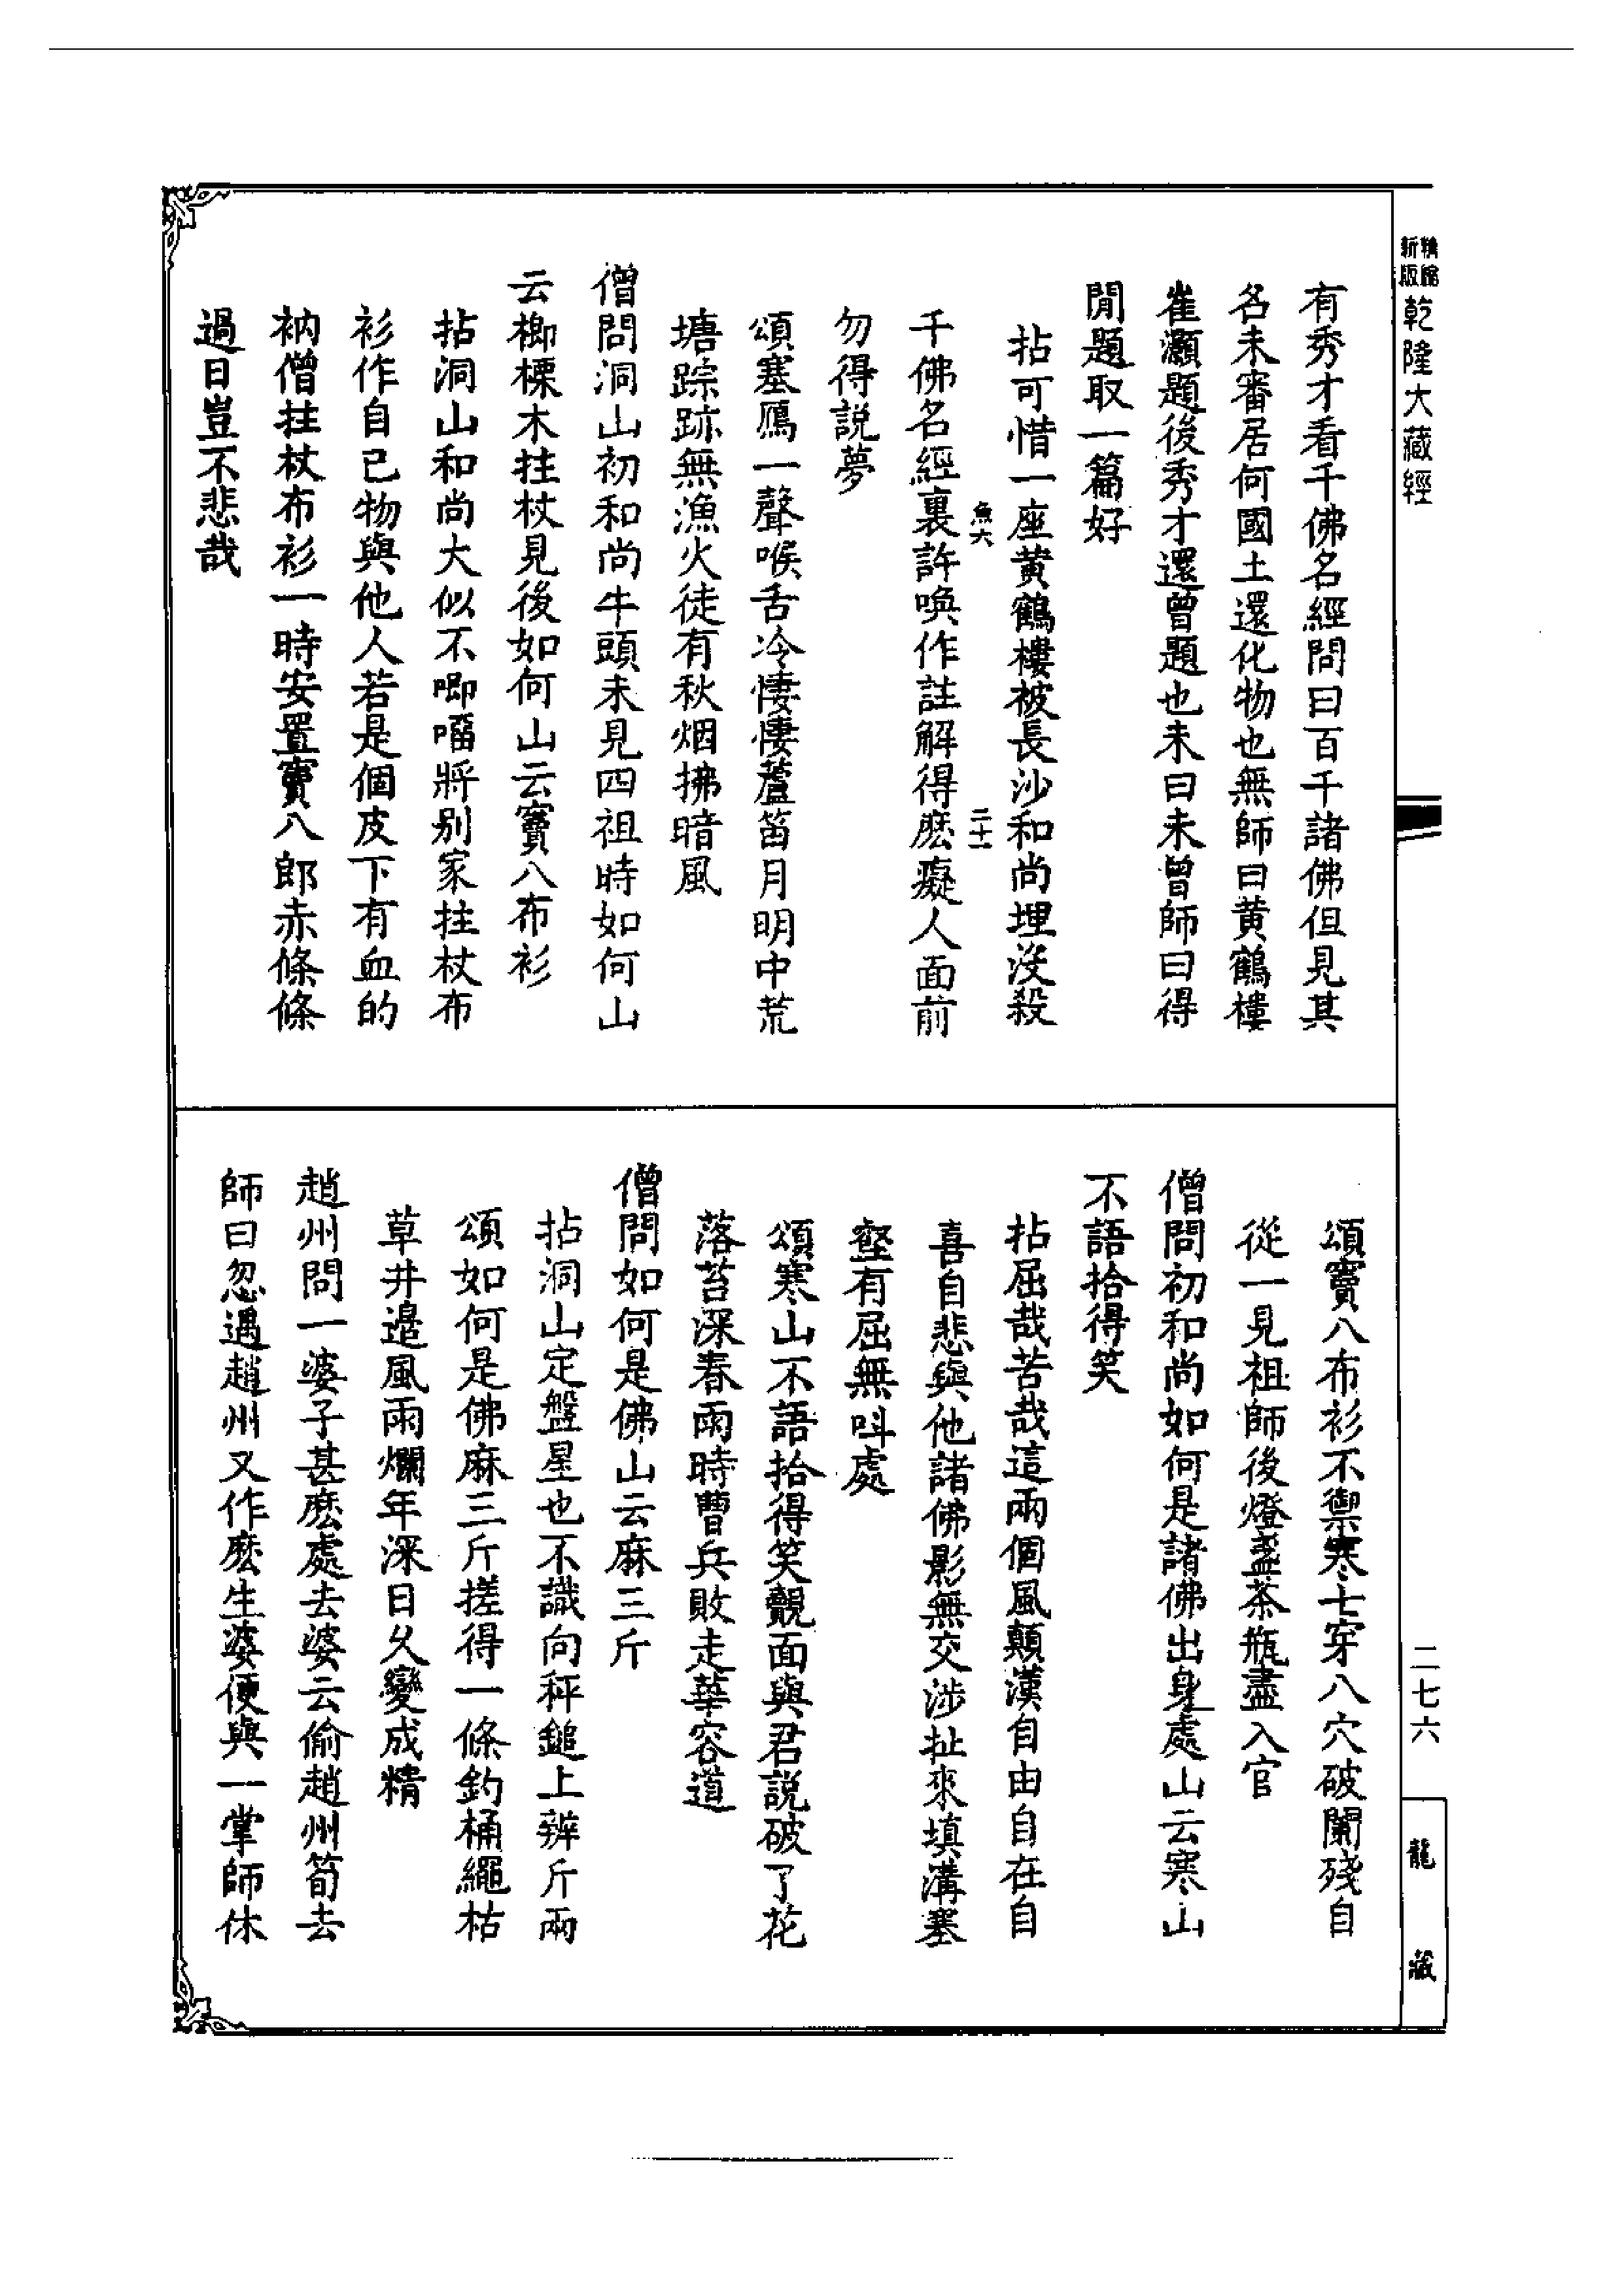 新版精縮
乾隆大藏經
有秀才看千佛名經問曰百千諸佛但見其
名未審居何國土還化物也無師曰黃鶴樓
崔灝題後秀才還曾題也未曰未曾師曰得
閒題取一篇好
拈可惜一座黃鶴樓被長沙和尚埋沒殺
魚六
二十一
千佛名經裏許喚作註解得麽癡人面前
勿得說夢
頌塞鴈一聲喉舌冷悽悽蘆笛月明中荒
塘踪跡無漁火徒有秋烟拂暗風
僧問洞山初和尚牛頭未見四祖時如何山
云楖𣗖木拄杖見後如何山云竇八布衫
拈洞山和尚大似不唧𠺕將別家拄杖布
衫作自已物與他人若是個皮下有血的
衲僧拄杖布衫一時安置竇八郎赤條條
過日豈不悲哉
頌竇八布衫不禦寒七穿八穴破闌殘自
從一見祖師後燈盞茶瓶盡入官
僧問初和尚如何是諸佛出身處山云寒山
不語拾得笑
拈屈哉苦哉這兩個風顛漢自由自在自
喜自悲與他諸佛影無交涉扯來填溝塞
壑有屈無呌處
頌寒山不語拾得笑覿面與君說破了花
落苔深春雨時曹兵敗走華容道
僧問如何是佛山云麻三斤
拈洞山定盤星也不識向秤鎚上辨斤兩
頌如何是佛麻三斤搓得一條釣桶繩枯
草井邊風雨爛年深日久變成精
趙州問一婆子甚麽處去婆云偷趙州筍去
師曰忽遇趙州又作麽生婆便與一掌師休
二七六
龍藏